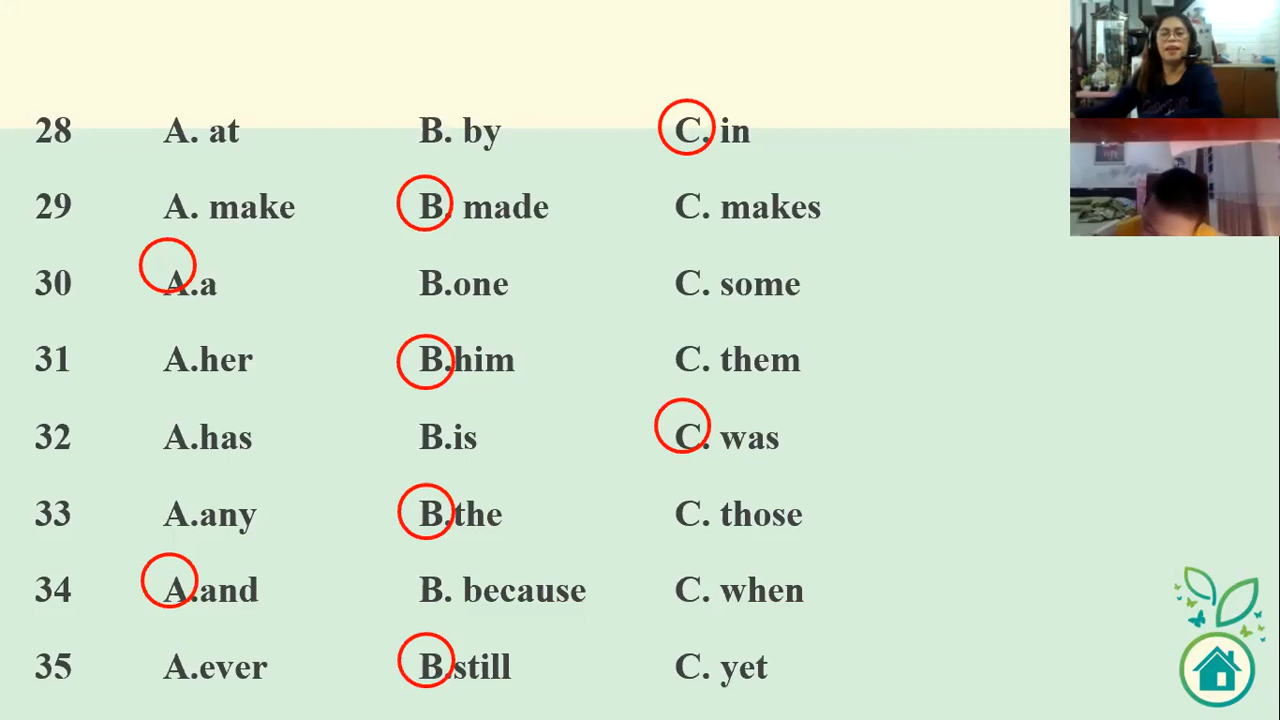 28 A. at B. by C. in
29 A. make B. made C. makes
30 A.a B.one C. some
31 A.her B.him C. them
32 A.has B.is C. was
33 A.any B.the C. those
34 A.and B. because C. when
35 A.ever B.still C. yet